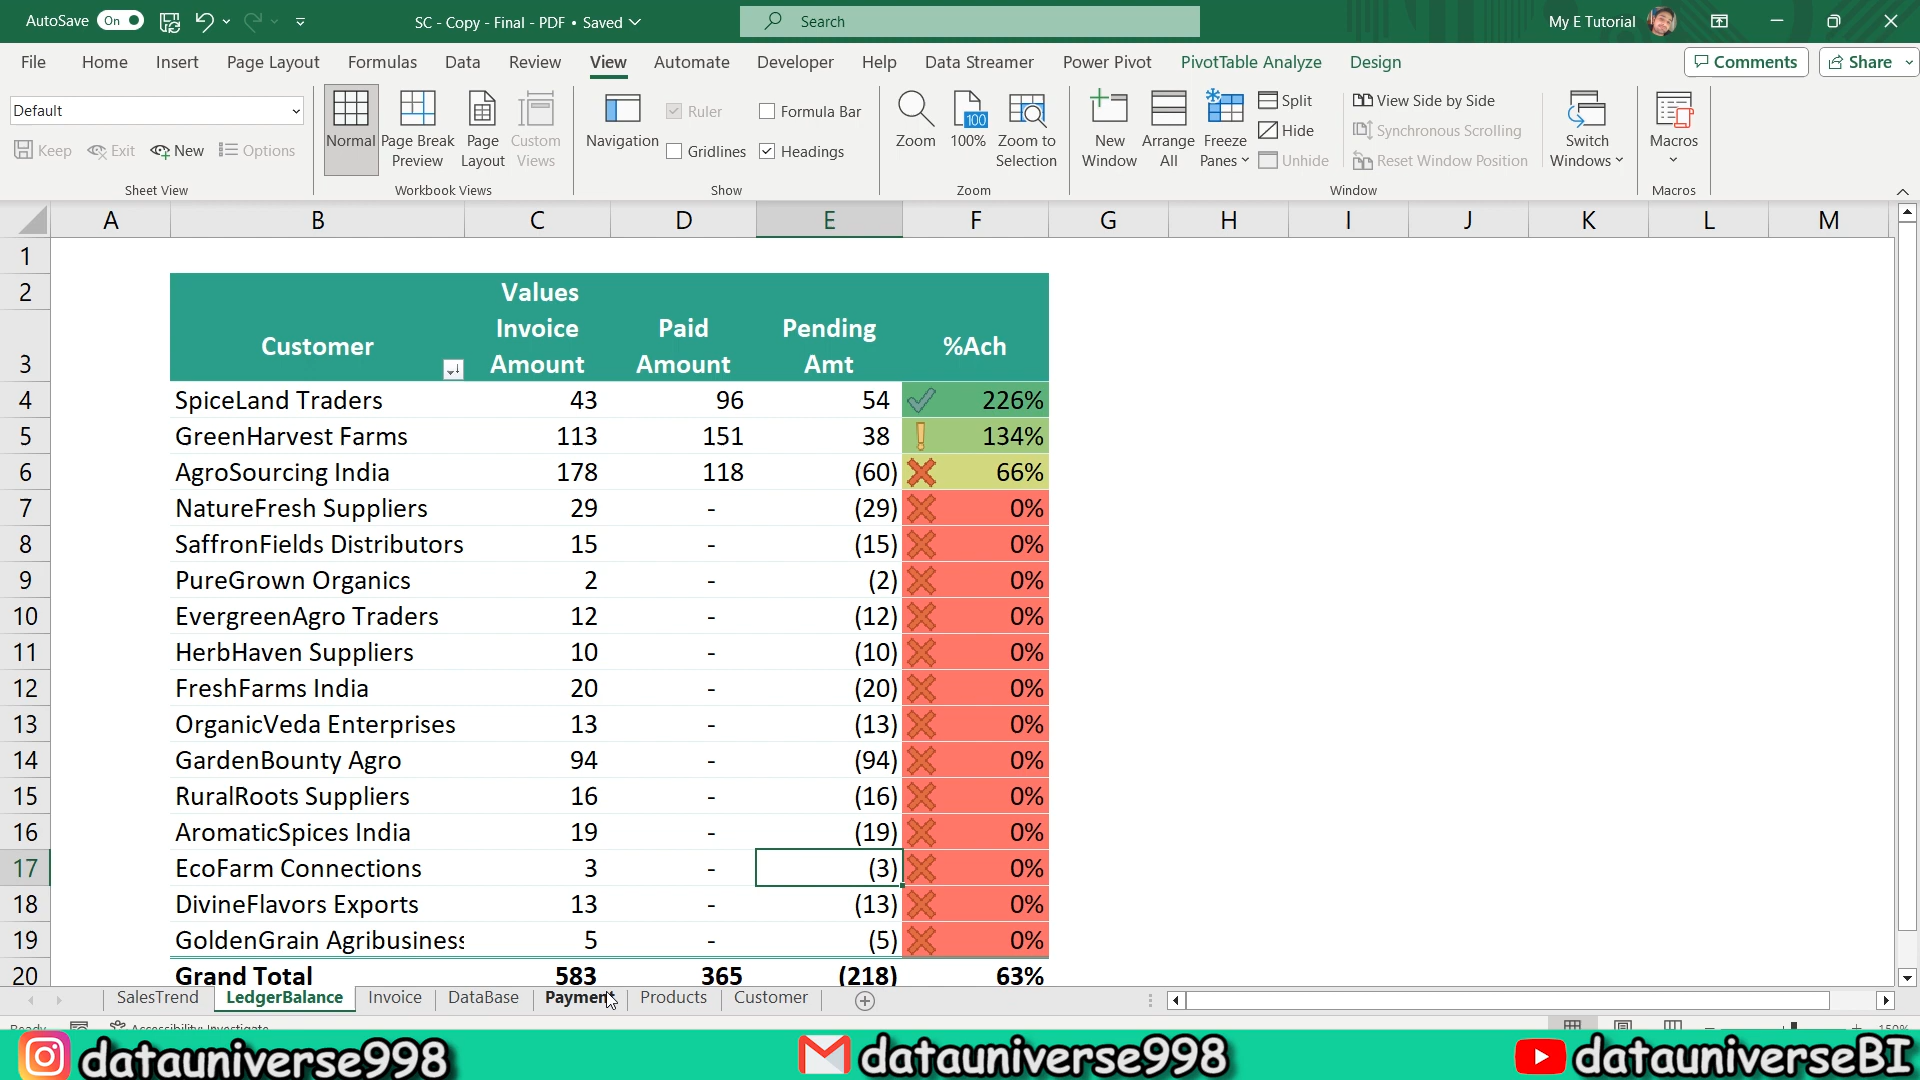 AutoSave On SC - Copy - Final - PDF • Saved Search My E Tutorial
File Home Insert Page Layout Formulas Data Review View Automate Developer Help Data Streamer Power Pivot PivotTable Analyze Design Comments Share
Default
Keep Exit New Options
Sheet View
Normal Page Break Preview Page Layout Custom Views
Workbook Views
Navigation Ruler Formula Bar
Gridlines Headings
Show
Zoom 100 100% Zoom to Selection
Zoom
New Window Arrange All Freeze Panes Split Hide Unhide
View Side by Side
Synchronous Scrolling
Reset Window Position
Switch Windows
Window
Macros
Macros
A B C D E F G H I J K L M
1
2 Values
3 Customer Invoice Amount Paid Amount Pending Amt %Ach
4 SpiceLand Traders 43 96 54 226%
5 GreenHarvest Farms 113 151 38 134%
6 AgroSourcing India 178 118 (60) 66%
7 NatureFresh Suppliers 29 - (29) 0%
8 SaffronFields Distributors 15 - (15) 0%
9 PureGrown Organics 2 - (2) 0%
10 EvergreenAgro Traders 12 - (12) 0%
11 HerbHaven Suppliers 10 - (10) 0%
12 FreshFarms India 20 - (20) 0%
13 OrganicVeda Enterprises 13 - (13) 0%
14 GardenBounty Agro 94 - (94) 0%
15 RuralRoots Suppliers 16 - (16) 0%
16 AromaticSpices India 19 - (19) 0%
17 EcoFarm Connections 3 - (3) 0%
18 DivineFlavors Exports 13 - (13) 0%
19 GoldenGrain Agribusiness 5 - (5) 0%
20 Grand Total 583 365 (218) 63%
SalesTrend LedgerBalance Invoice DataBase Payment Products Customer
Ready Accessibility: Investigate 150%
datauniverse998 datauniverse998 datauniverseBI